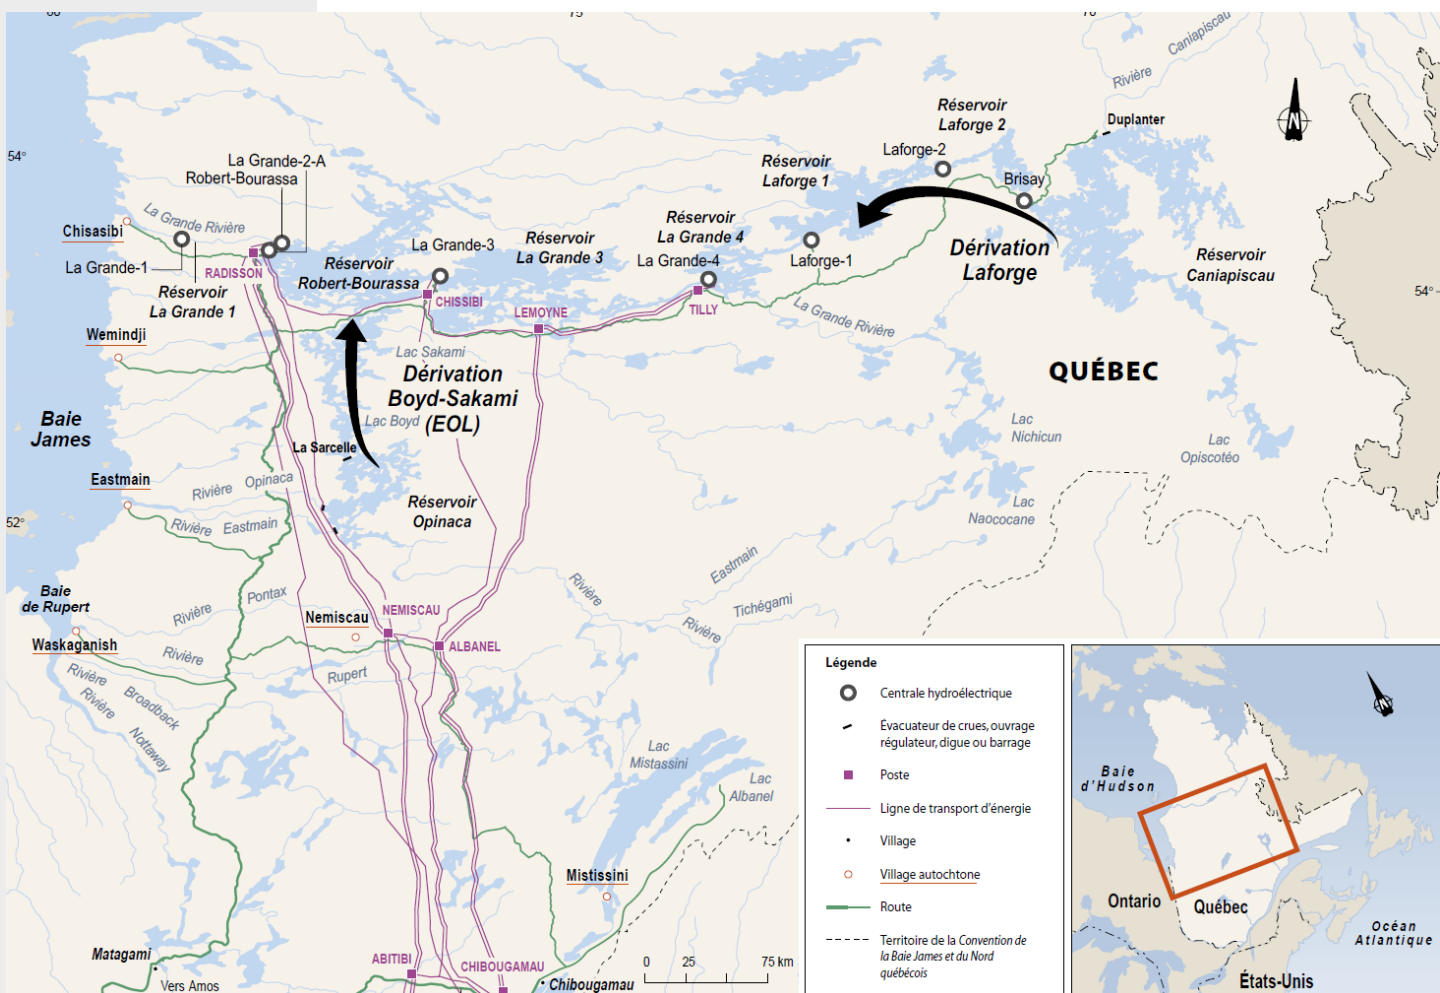 75
70
Rivière
Caniapiscau
Réservoir
Laforge 2
Duplanter
54°
La Grande-2-A
Robert-Bourassa
Laforge-2
Réservoir
Laforge 1
Brisay
La Grande Rivière
Chisasibi
La Grande-1
RADISSON
Réservoir
La Grande 1
Réservoir
Robert-Bourassa
La Grande-3
CHISSIBI
Réservoir
La Grande 3
Réservoir
La Grande 4
La Grande-4
TILLY
LEMOYNE
Laforge-1
La Grande Rivière
Dérivation
Laforge
Réservoir
Caniapiscau
54°
Wemindji
Lac Sakami
Dérivation
Boyd-Sakami
(EOL)
Lac Boyd
QUÉBEC
Baie
James
La Sarcelle
Lac
Nichicun
Lac
Opiscotéo
Eastmain
Rivière Opinaca
Rivière Eastmain
Réservoir
Opinaca
Lac
Naococane
52°
Baie
de Rupert
Rivière Pontax
Nemiscau
NEMISCAU
ALBANEL
Rivière
Eastmain
Tichégami
Rivière
Waskaganish
Rivière
Rupert
Rivière
Broadback
Rivière
Nottaway
Lac
Mistassini
Lac
Albanel
Mistissini
Matagami
Vers Amos
ABITIBI
CHIBOUGAMAU
Chibougamau
0 25 75 km
Légende
Centrale hydroélectrique
Évacuateur de crues, ouvrage
régulateur, digue ou barrage
Poste
Ligne de transport d'énergie
Village
Village autochtone
Route
Territoire de la Convention de
la Baie James et du Nord
québécois
N
N
Baie
d'Hudson
Ontario
Québec
Océan
Atlantique
États-Unis